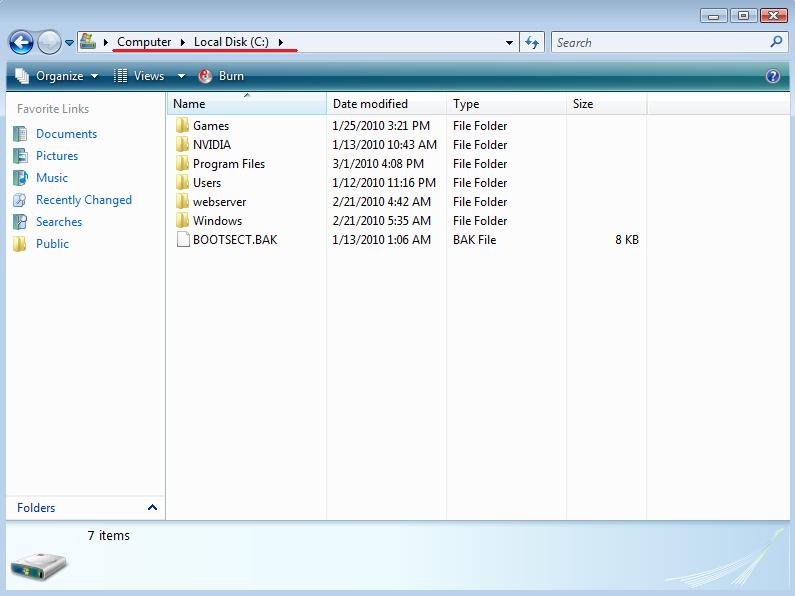 Computer Local Disk (C:) Search
Organize Views Burn
Favorite Links
Documents
Pictures
Music
Recently Changed
Searches
Public
Folders
Name Date modified Type Size
Games 1/25/2010 3:21 PM File Folder
NVIDIA 1/13/2010 10:43 AM File Folder
Program Files 3/1/2010 4:08 PM File Folder
Users 1/12/2010 11:16 PM File Folder
webserver 2/21/2010 4:42 AM File Folder
Windows 2/21/2010 5:35 AM File Folder
BOOTSECT.BAK 1/13/2010 1:06 AM BAK File 8 KB
7 items